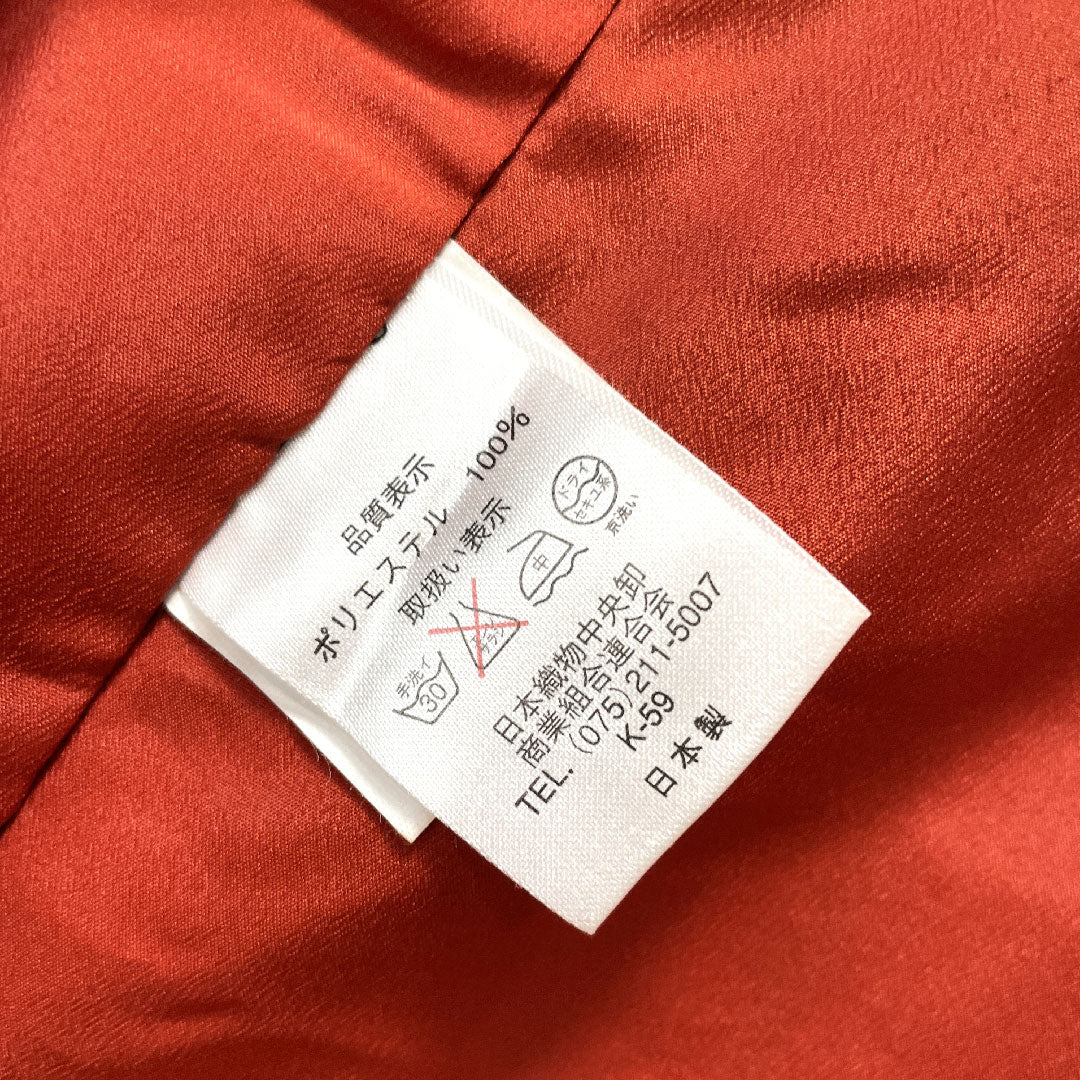 品質表示
ポリエステル 100%
取扱い表示
手洗イ
30
中
ドライ
セキユ系
京洗い
日本織物中央卸
商業組合連合会
TEL. (075)211-5007
K-59
日本製